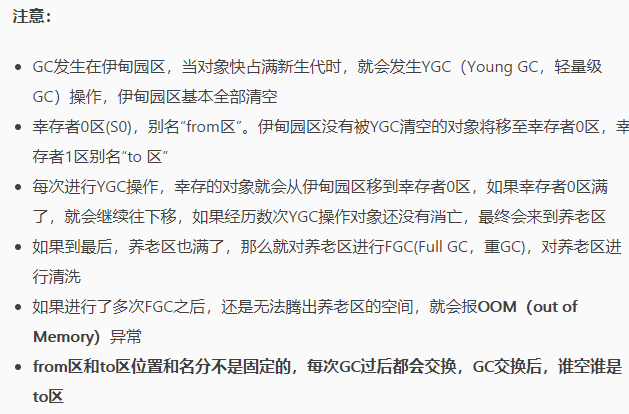 注意：
GC发生在伊甸园区，当对象快占满新生代时，就会发生YGC（Young GC，轻量级
GC）操作，伊甸园区基本全部清空
幸存者0区(S0)，别名“from区”。伊甸园区没有被YGC清空的对象将移至幸存者0区，幸
存者1区别名“to 区”
每次进行YGC操作，幸存的对象就会从伊甸园区移到幸存者0区，如果幸存者0区满
了，就会继续往下移，如果经历数次YGC操作对象还没有消亡，最终会来到养老区
如果到最后，养老区也满了，那么就对养老区进行FGC(Full GC，重GC)，对养老区进
行清洗
如果进行了多次FGC之后，还是无法腾出养老区的空间，就会报OOM（out of
Memory）异常
from区和to区位置和名分不是固定的，每次GC过后都会交换，GC交换后，谁空谁是
to区